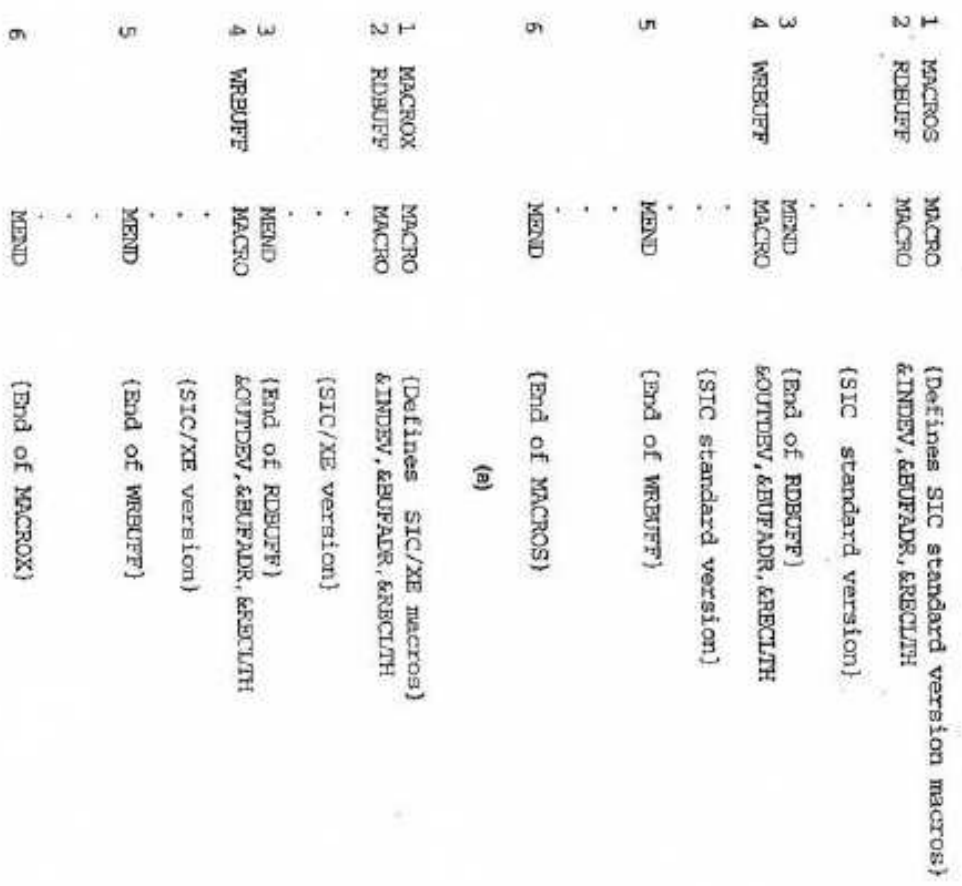 1 MACROS MACRO {Defines SIC standard version macros}
2 RDBUFF MACRO &INDEV,&BUFADR,&RECLTH
.
. {SIC standard version}
.
3 MEND {End of RDBUFF}
4 WRBUFF MACRO &OUTDEV,&BUFADR,&RECLTH
.
. {SIC standard version}
.
5 MEND {End of WRBUFF}
.
.
.
6 MEND {End of MACROS}
(a)
1 MACROX MACRO {Defines SIC/XE macros}
2 RDBUFF MACRO &INDEV,&BUFADR,&RECLTH
.
. {SIC/XE version}
.
3 MEND {End of RDBUFF}
4 WRBUFF MACRO &OUTDEV,&BUFADR,&RECLTH
.
. {SIC/XE version}
.
5 MEND {End of WRBUFF}
.
.
.
6 MEND {End of MACROX}